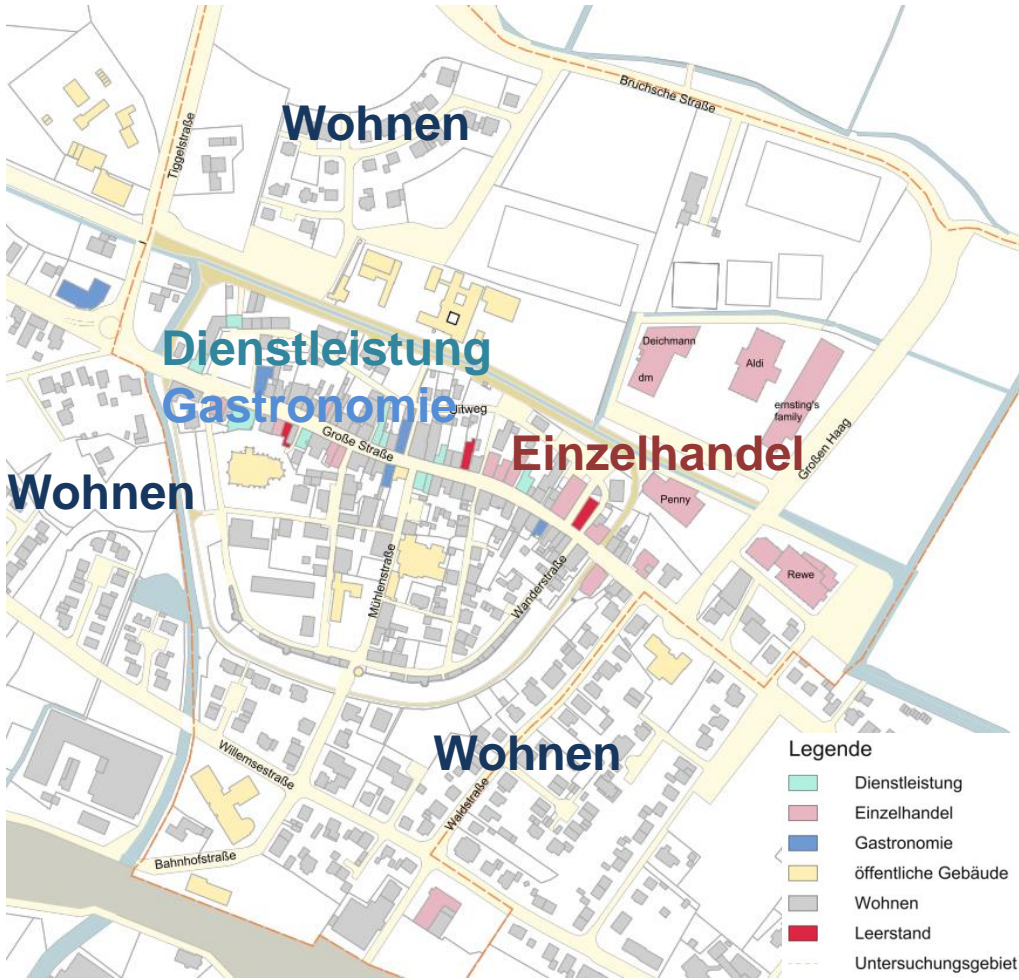 Bruchsche Straße
Wohnen
Tiggelstraße
Deichmann
dm
Aldi
ernsting's
family
Dienstleistung
Gastronomie
Große Straße
Einzelhandel
Großen Haag
Wohnen
Penny
Rewe
Mühlenstraße
Wanderstraße
Wohnen
Willemsestraße
Waldstraße
Bahnhofstraße
Legende
Dienstleistung
Einzelhandel
Gastronomie
öffentliche Gebäude
Wohnen
Leerstand
Untersuchungsgebiet